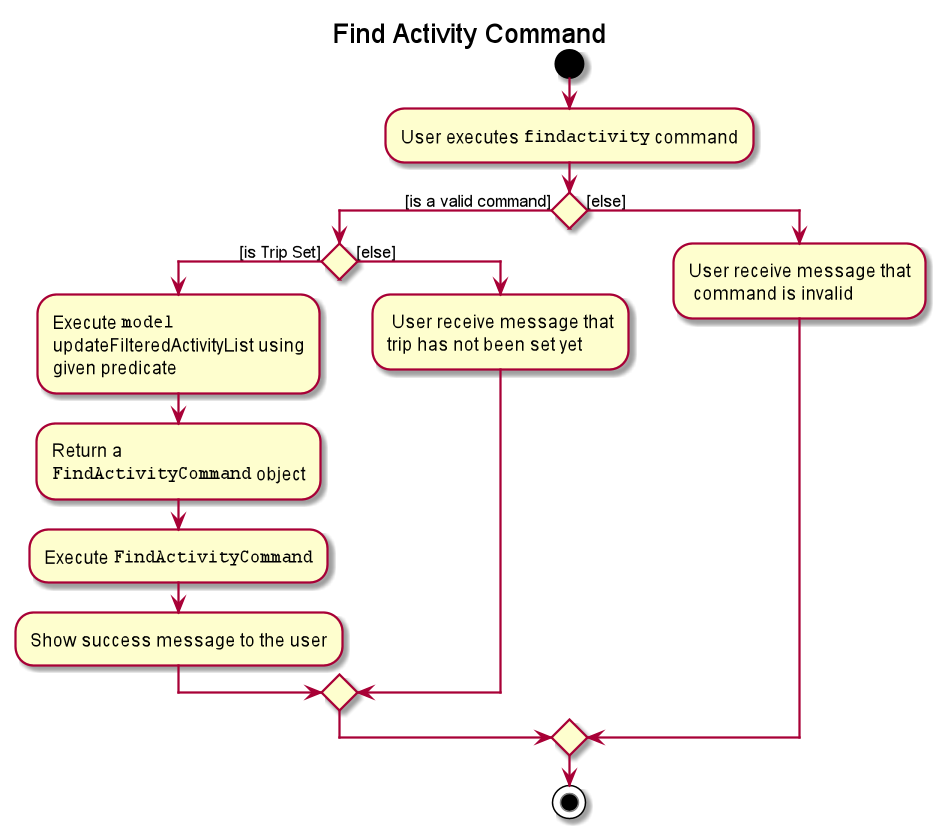 Find Activity Command
User executes findactivity command
[is a valid command]
[else]
[is Trip Set]
[else]
User receive message that
command is invalid
Execute model
updateFilteredActivityList using
given predicate
User receive message that
trip has not been set yet
Return a
FindActivityCommand object
Execute FindActivityCommand
Show success message to the user